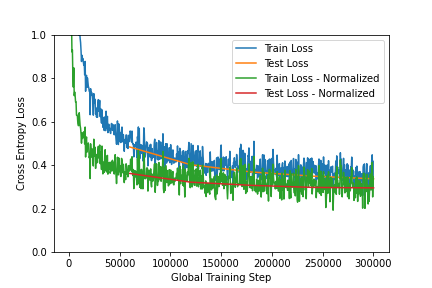 1.0
0.8
0.6
0.4
0.2
0.0
Cross Entropy Loss
Train Loss
Test Loss
Train Loss - Normalized
Test Loss - Normalized
0 50000 100000 150000 200000 250000 300000
Global Training Step